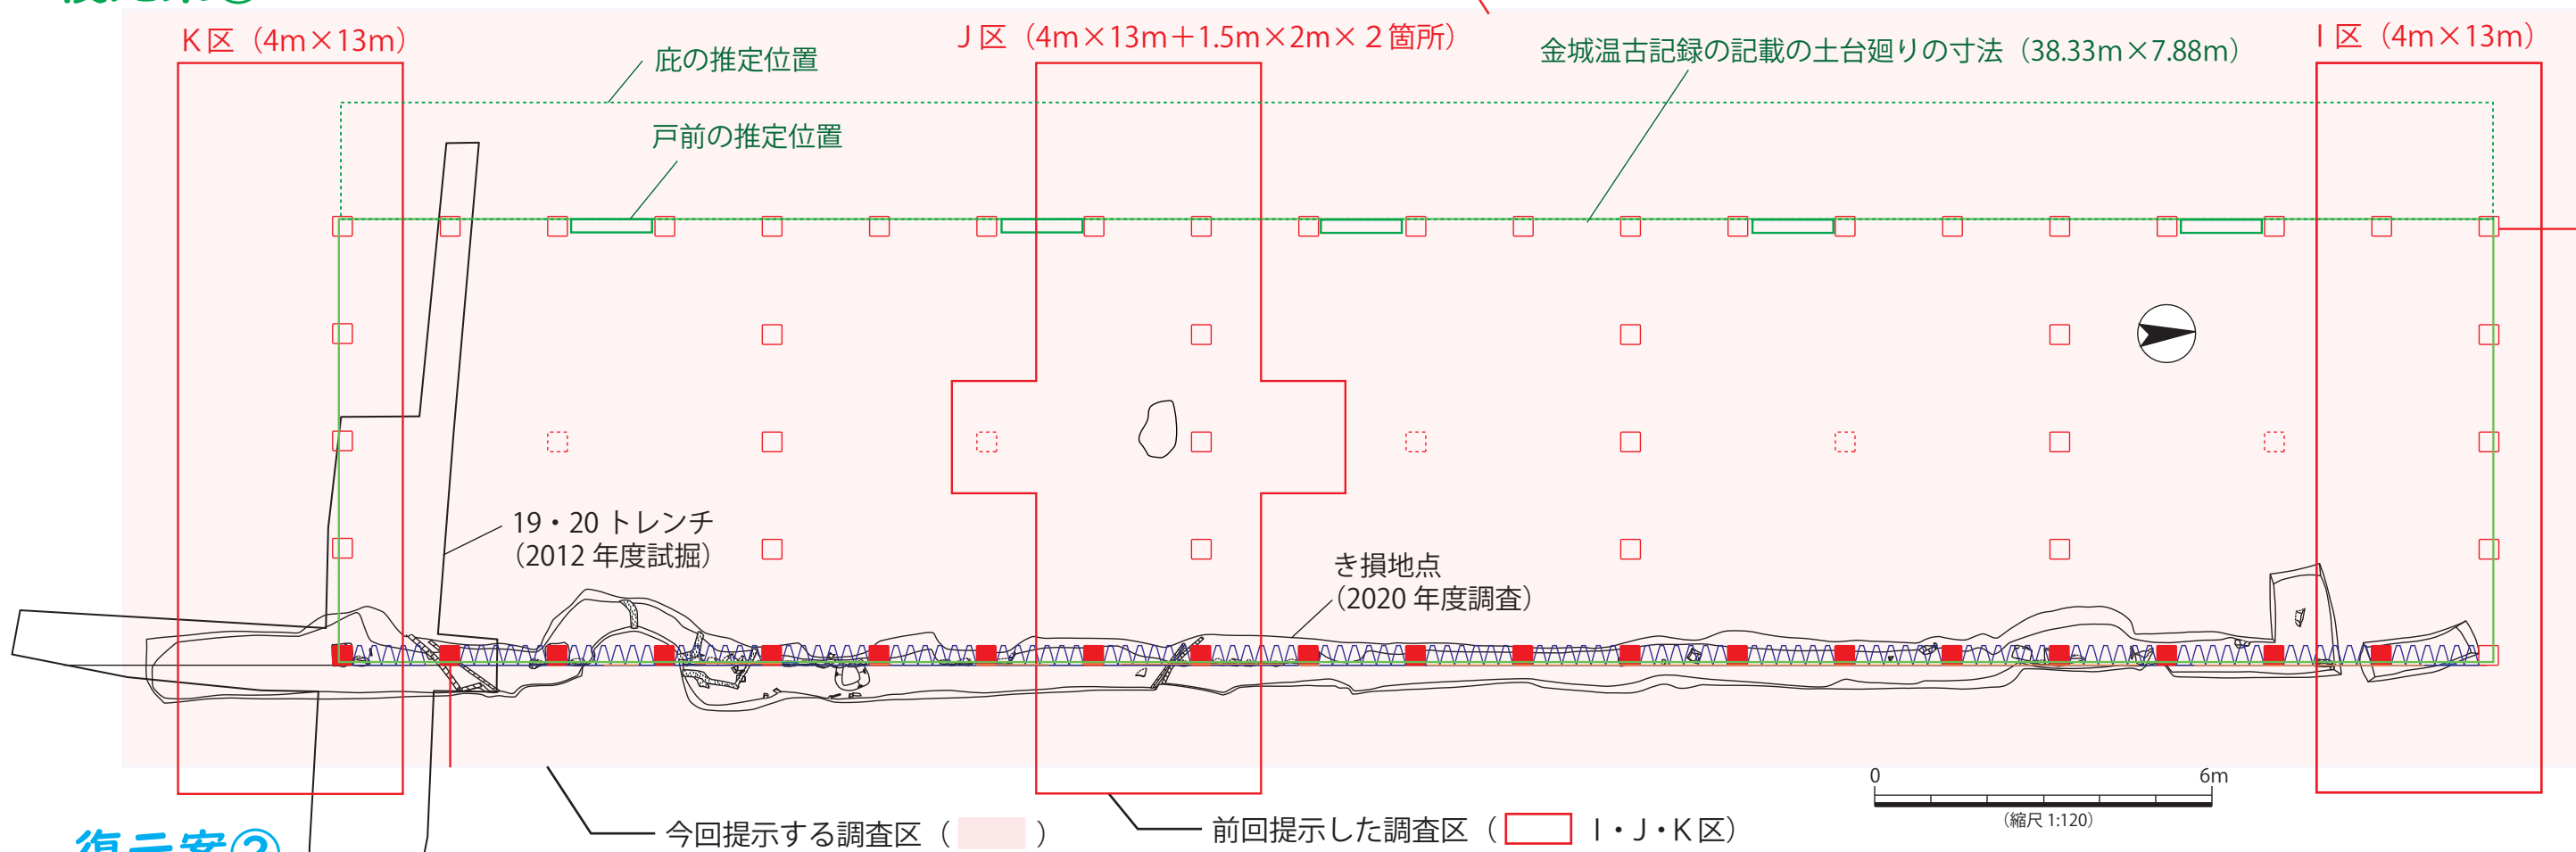 K区（4m×13m）
J区（4m×13m＋1.5m×2m×２箇所）
I区（4m×13m）
庇の推定位置
金城温古記録の記載の土台廻りの寸法（38.33m×7.88m）
戸前の推定位置
19・20トレンチ
（2012年度試掘）
き損地点
（2020年度調査）
0 6m
（縮尺1:120）
今回提示する調査区（ ）
前回提示した調査区（ I・J・K区）
復元案②